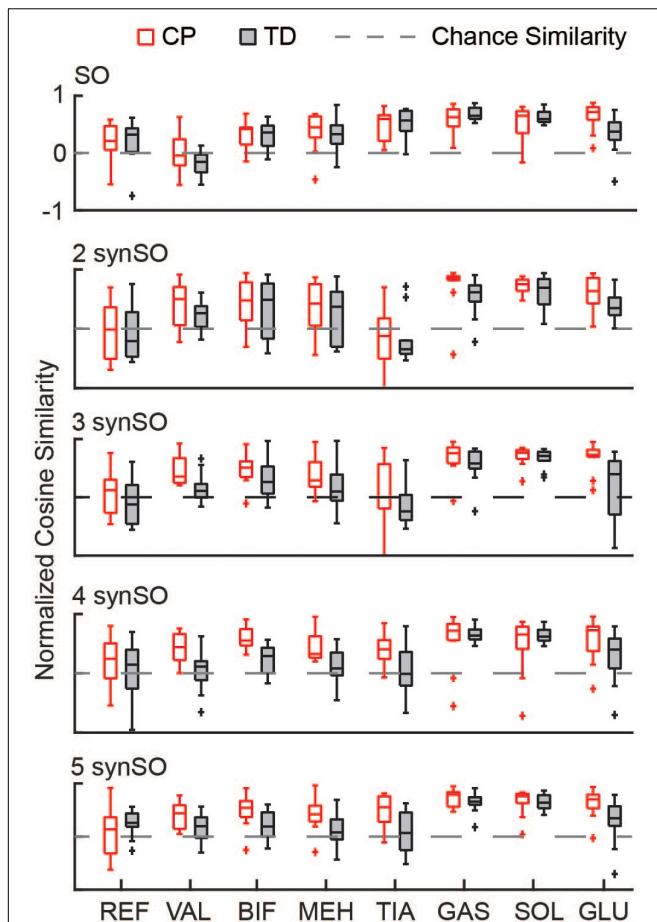 CP TD Chance Similarity
SO
1
0
-1
2 synSO
3 synSO
4 synSO
5 synSO
Normalized Cosine Similarity
REF VAL BIF MEH TIA GAS SOL GLU